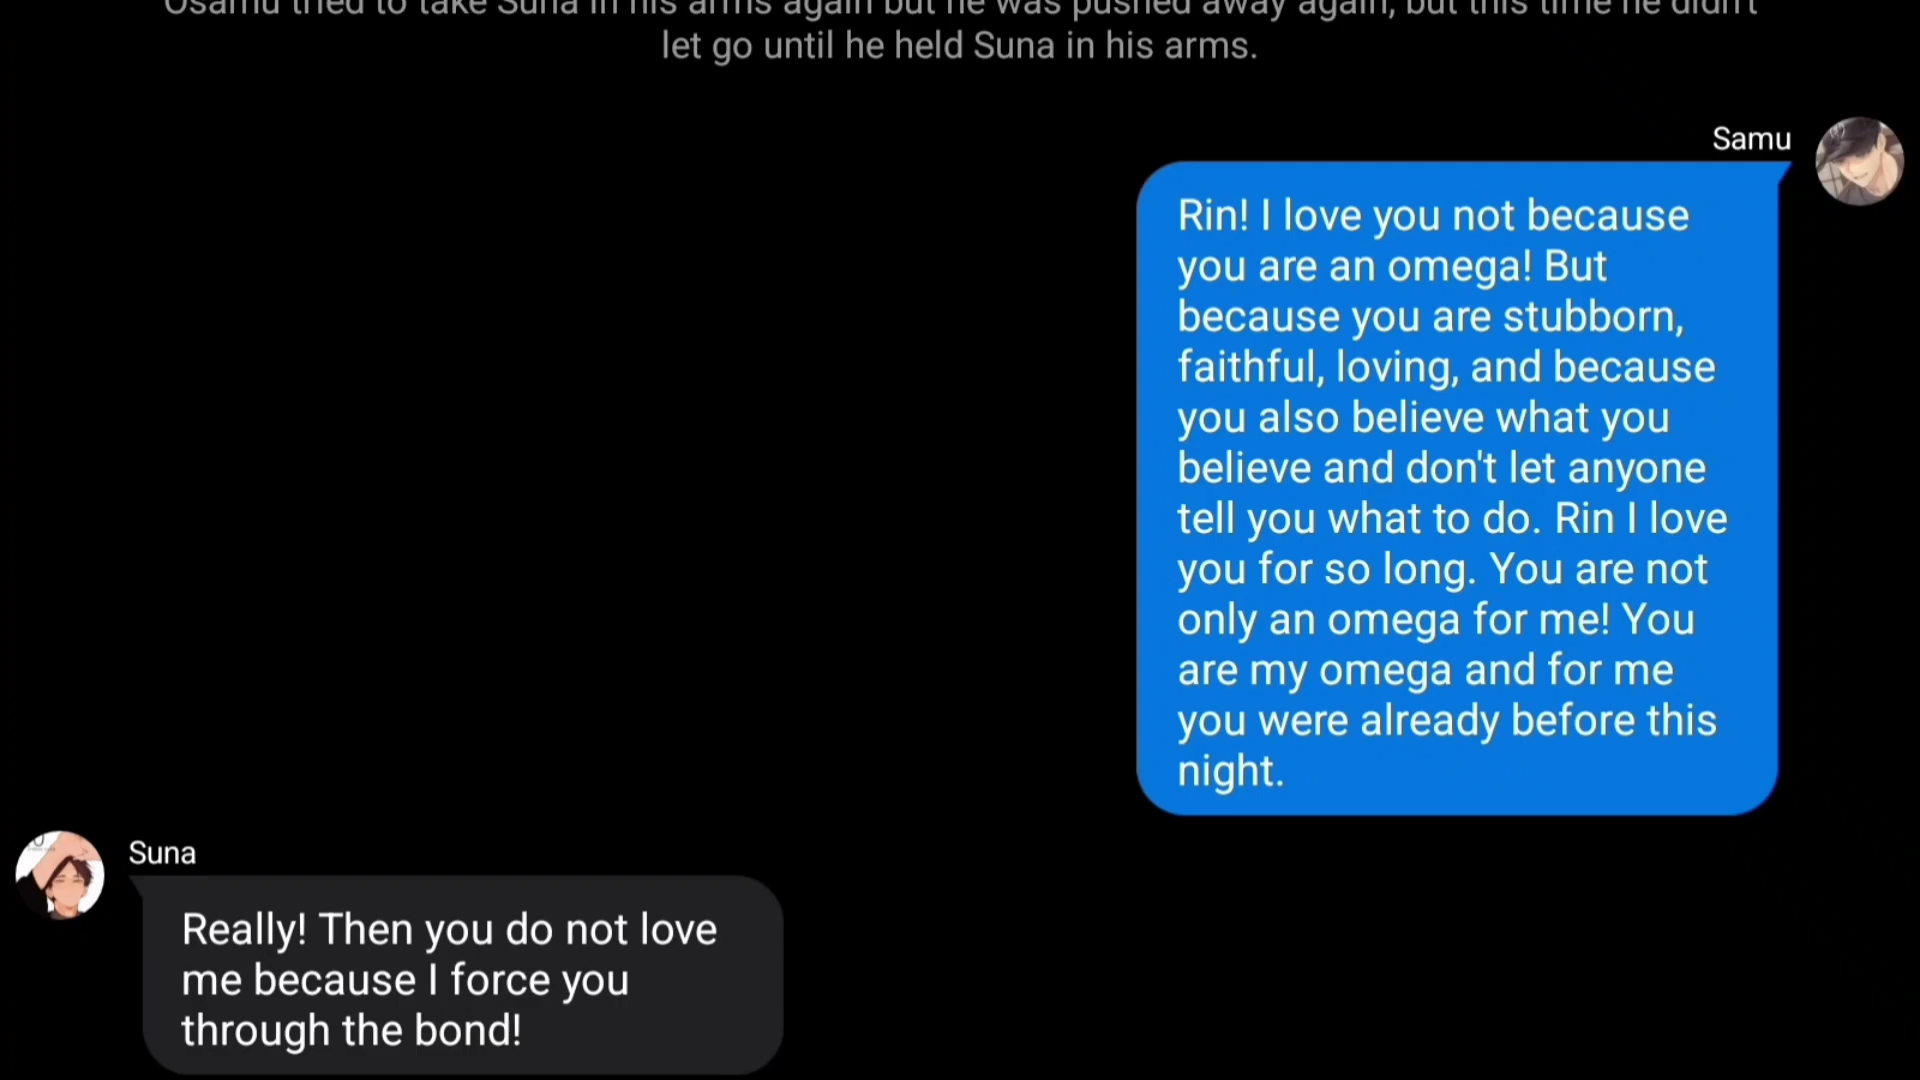 Osamu tried to take Suna in his arms again but he was pushed away again, but this time he didn't
let go until he held Suna in his arms.
Samu
Rin! I love you not because
you are an omega! But
because you are stubborn,
faithful, loving, and because
you also believe what you
believe and don't let anyone
tell you what to do. Rin I love
you for so long. You are not
only an omega for me! You
are my omega and for me
you were already before this
night.
Suna
Really! Then you do not love
me because I force you
through the bond!